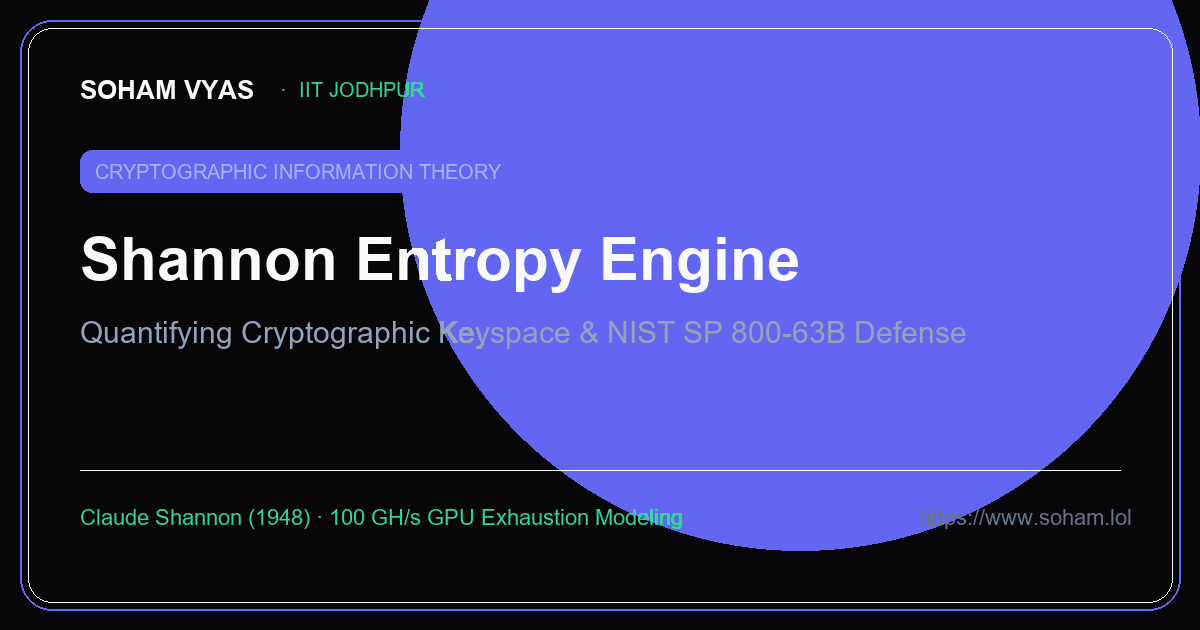 SOHAM VYAS · IIT JODHPUR
CRYPTOGRAPHIC INFORMATION THEORY
Shannon Entropy Engine
Quantifying Cryptographic Keyspace & NIST SP 800-63B Defense
Claude Shannon (1948) · 100 GH/s GPU Exhaustion Modeling
https://www.soham.lol